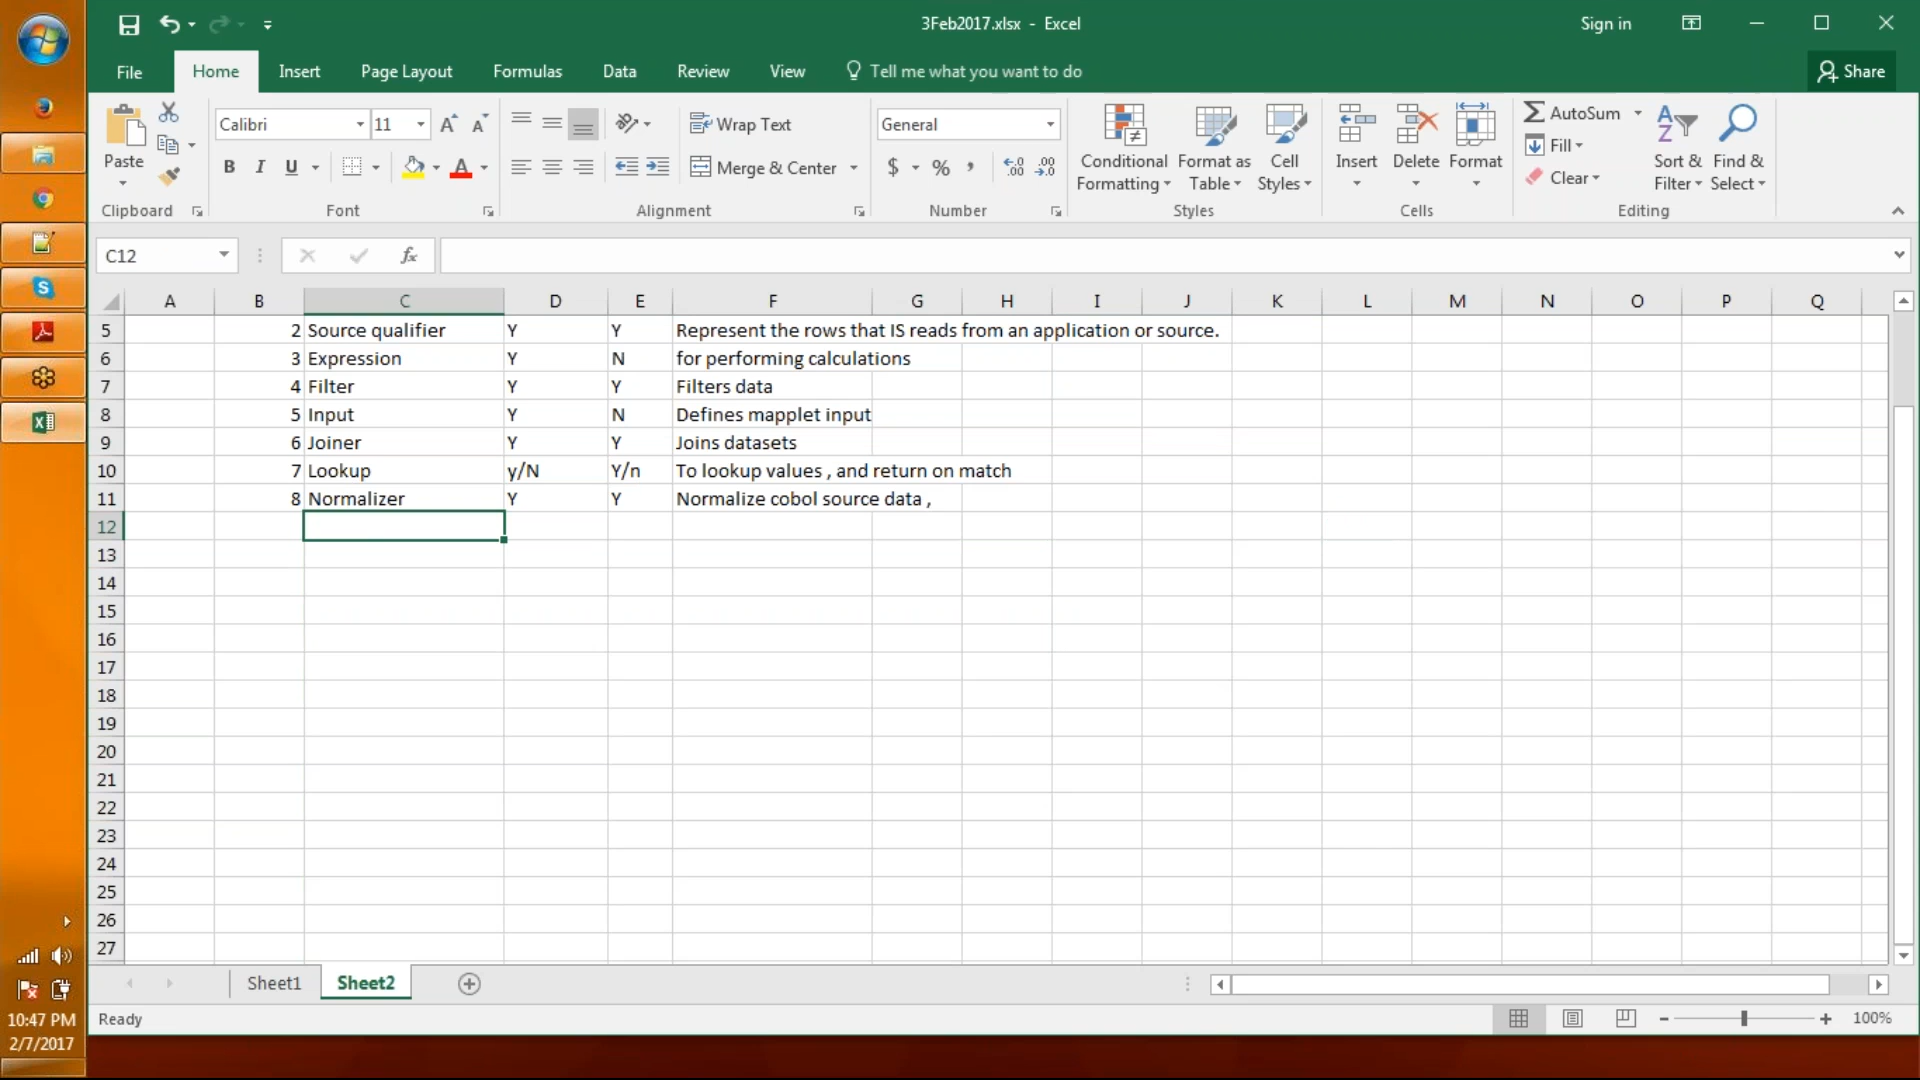 3Feb2017.xlsx - Excel
Sign in
File Home Insert Page Layout Formulas Data Review View Tell me what you want to do Share
Paste
Calibri 11
B I U A
Wrap Text
Merge & Center
General
$ % ,
Conditional Formatting
Format as Table
Cell Styles
Insert Delete Format
AutoSum
Fill
Clear
Sort & Filter
Find & Select
Clipboard Font Alignment Number Styles Cells Editing
C12 fx
A B C D E F G H I J K L M N O P Q
5 2 Source qualifier Y Y Represent the rows that IS reads from an application or source.
6 3 Expression Y N for performing calculations
7 4 Filter Y Y Filters data
8 5 Input Y N Defines mapplet input
9 6 Joiner Y Y Joins datasets
10 7 Lookup y/N Y/n To lookup values , and return on match
11 8 Normalizer Y Y Normalize cobol source data ,
12
13
14
15
16
17
18
19
20
21
22
23
24
25
26
27
Sheet1 Sheet2
Ready 100%
10:47 PM
2/7/2017